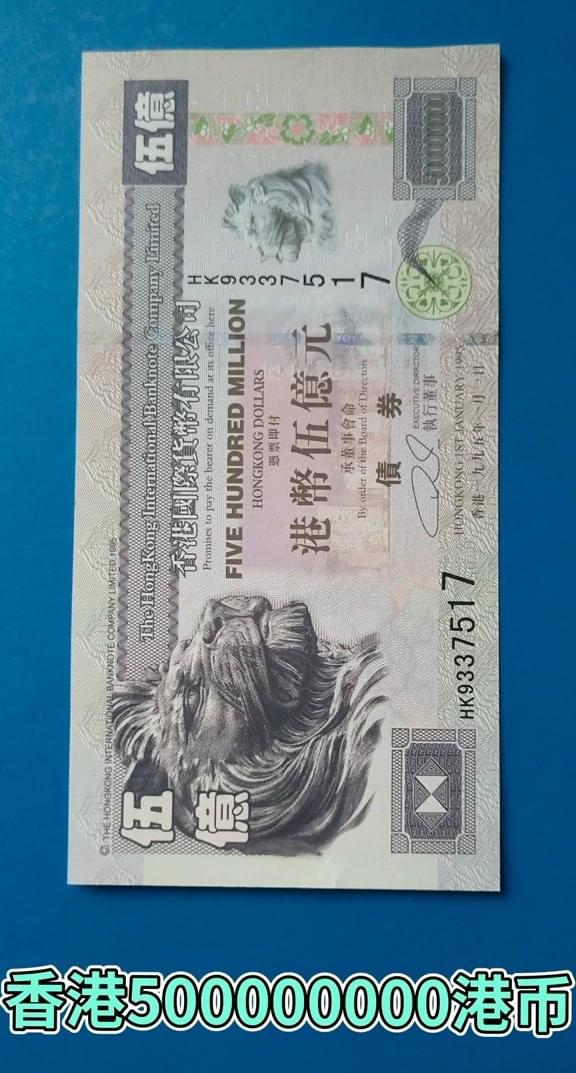 © THE HONGKONG INTERNATIONAL BANKNOTE COMPANY LIMITED 1995
伍億
伍億
The HongKong International Banknote Company Limited
香港國際貨幣有限公司
Promises to pay the bearer on demand at its office here
HK9337517
FIVE HUNDRED MILLION
HONGKONG DOLLARS
憑票即付
港幣伍億元
承董事會命
By order of the Board of Directors
債 券
EXECUTIVE DIRECTOR
執行董事
HONGKONG 1ST JANUARY 1995
香港一九九五年一月一日
HK9337517
香港500000000港币